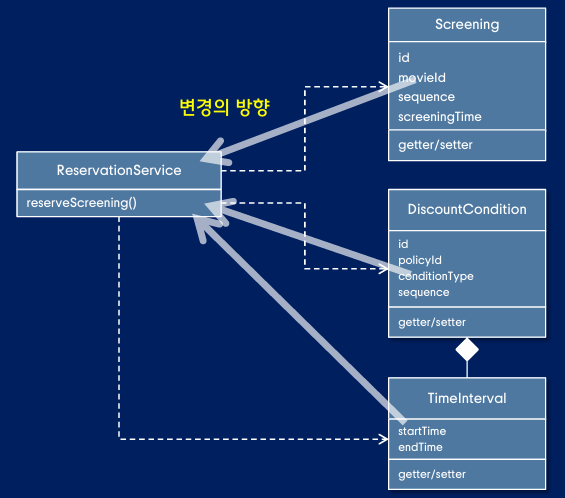 Screening
id
movieId
sequence
screeningTime
getter/setter
변경의 방향
ReservationService
reserveScreening()
DiscountCondition
id
policyId
conditionType
sequence
getter/setter
TimeInterval
startTime
endTime
getter/setter